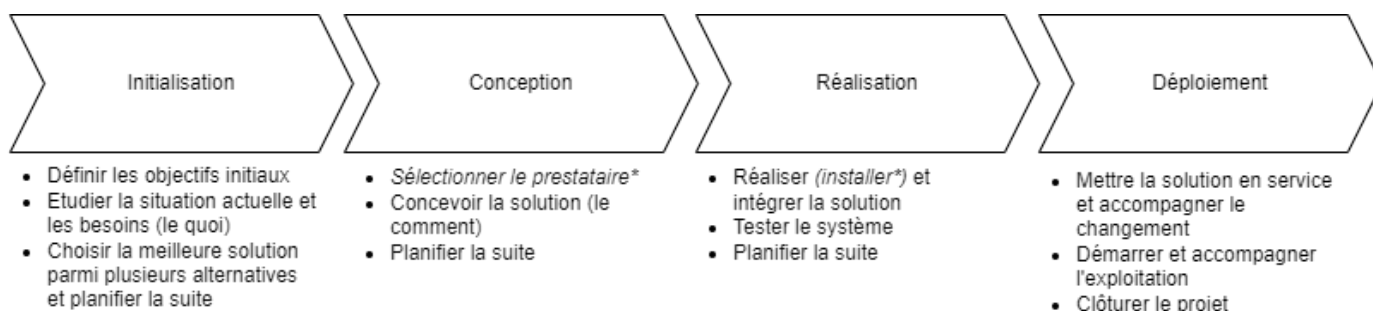 Initialisation
Conception
Réalisation
Déploiement
• Définir les objectifs initiaux
• Etudier la situation actuelle et
les besoins (le quoi)
• Choisir la meilleure solution
parmi plusieurs alternatives
et planifier la suite
• Sélectionner le prestataire*
• Concevoir la solution (le
comment)
• Planifier la suite
• Réaliser (installer*) et
intégrer la solution
• Tester le système
• Planifier la suite
• Mettre la solution en service
et accompagner le
changement
• Démarrer et accompagner
l'exploitation
• Clôturer le projet